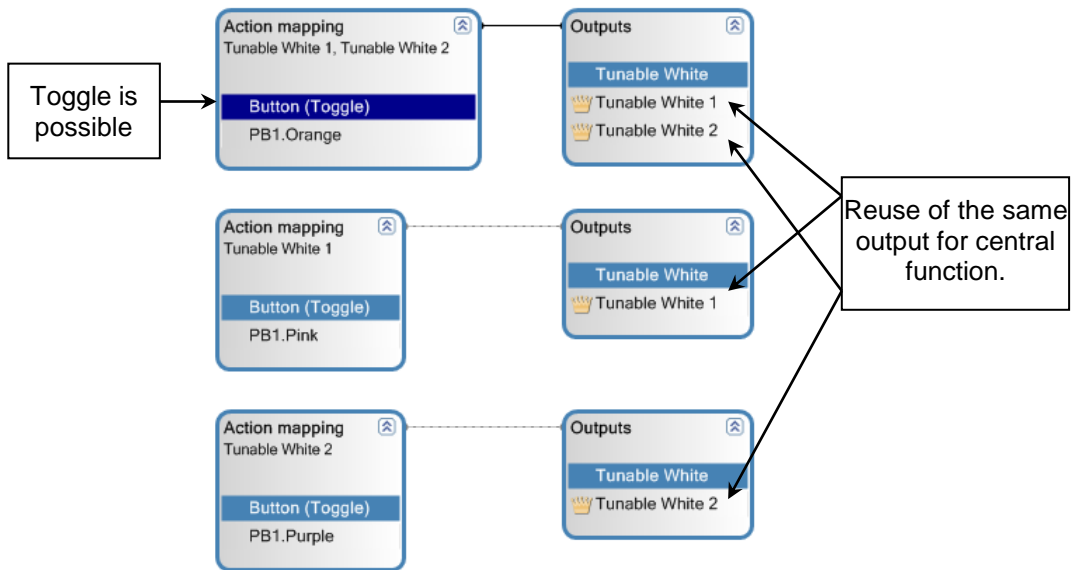 Action mapping
Tunable White 1, Tunable White 2
Button (Toggle)
PB1.Orange
Outputs
Tunable White
Tunable White 1
Tunable White 2
Toggle is
possible
Reuse of the same
output for central
function.
Action mapping
Tunable White 1
Button (Toggle)
PB1.Pink
Outputs
Tunable White
Tunable White 1
Action mapping
Tunable White 2
Button (Toggle)
PB1.Purple
Outputs
Tunable White
Tunable White 2